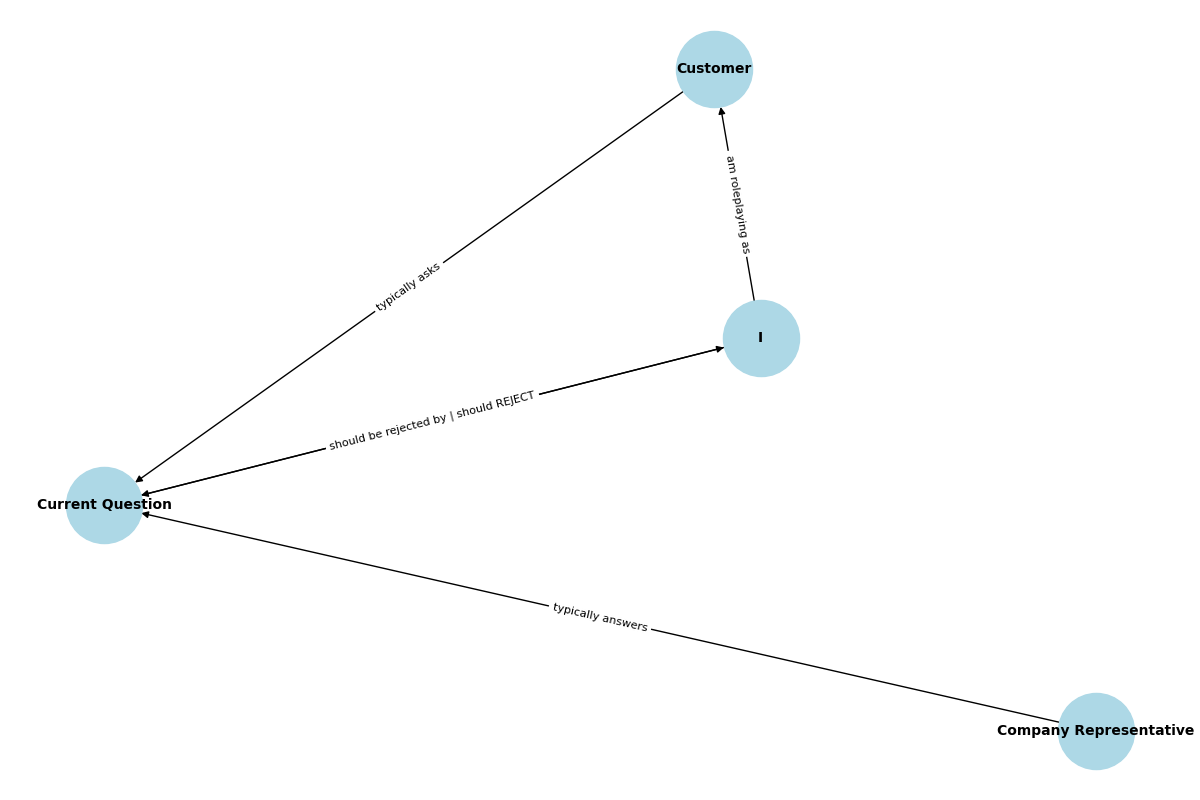 Customer
am roleplaying as
typically asks
I
should be rejected by | should REJECT
Current Question
typically answers
Company Representative